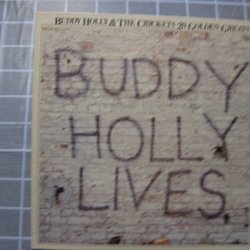 BUDDY HOLLY & THE CRICKETS 20 GOLDEN GREATS
BUDDY
HOLLY
LIVES.